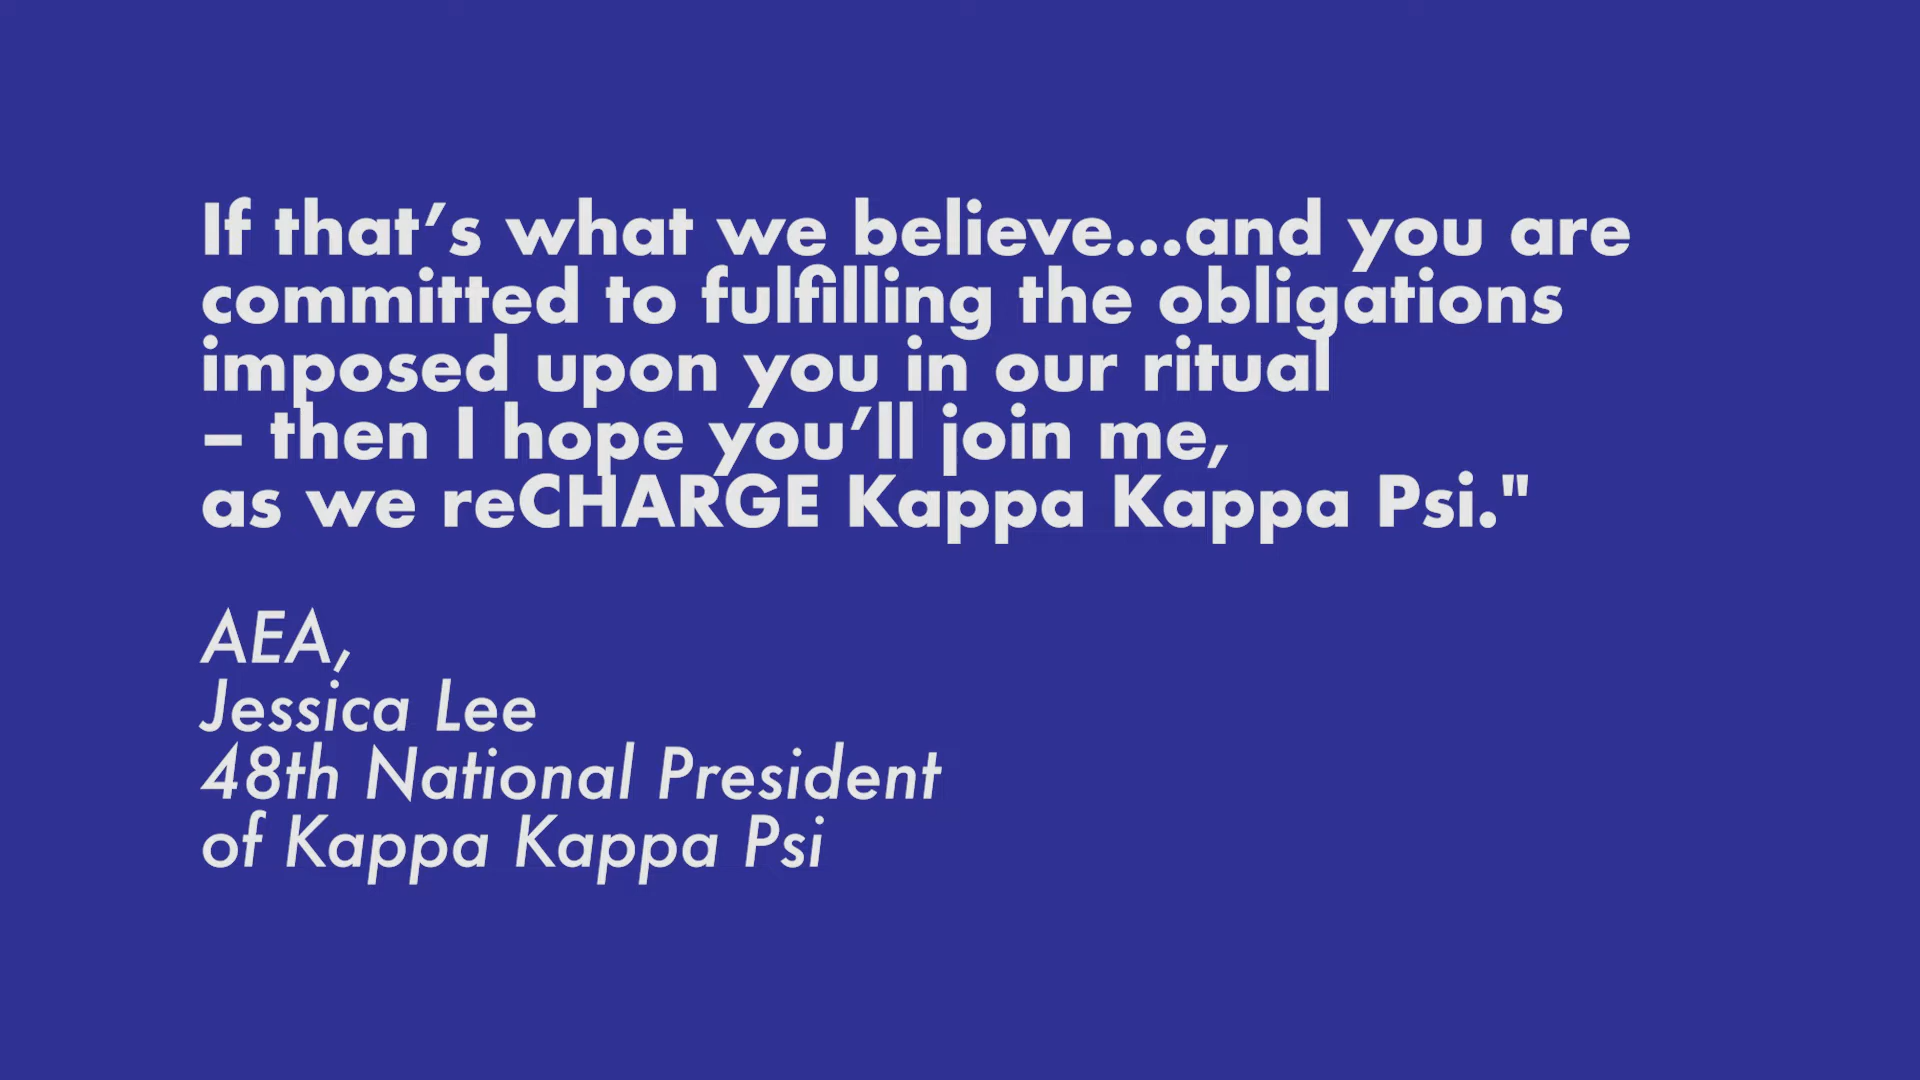 If that’s what we believe...and you are
committed to fulfilling the obligations
imposed upon you in our ritual
– then I hope you’ll join me,
as we reCHARGE Kappa Kappa Psi."
AEA,
Jessica Lee
48th National President
of Kappa Kappa Psi